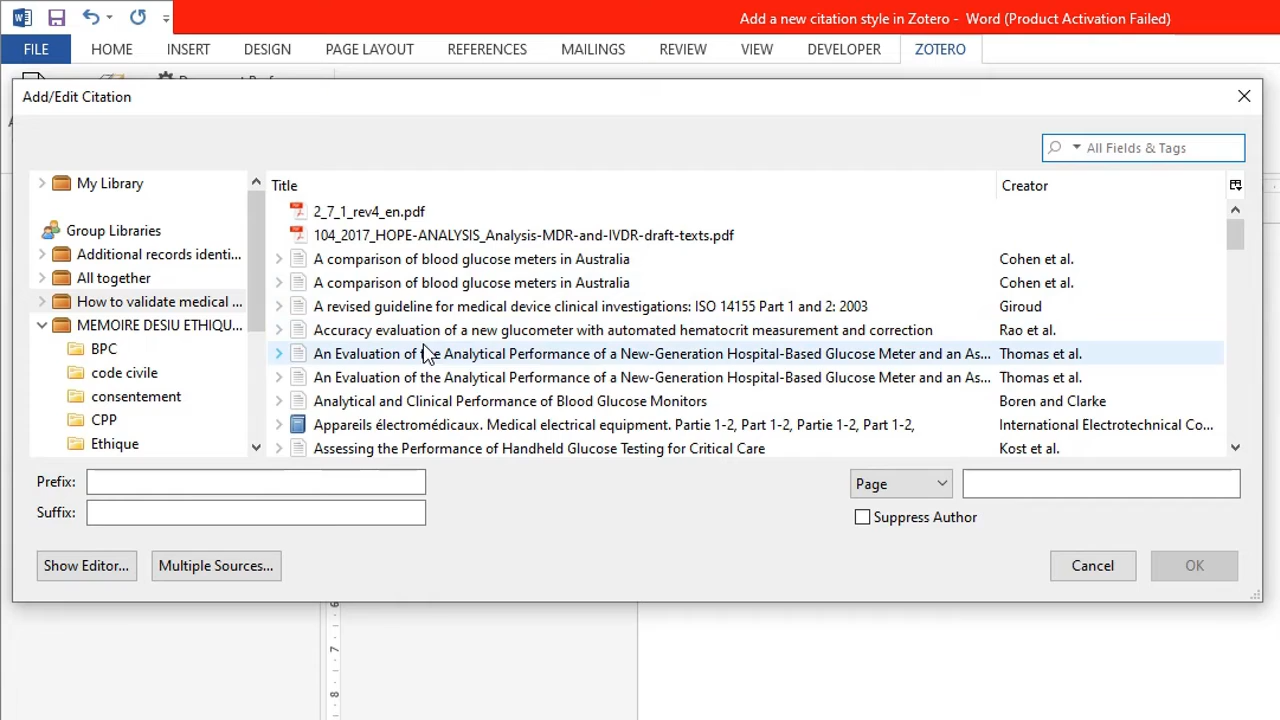 Add a new citation style in Zotero - Word (Product Activation Failed)
FILE HOME INSERT DESIGN PAGE LAYOUT REFERENCES MAILINGS REVIEW VIEW DEVELOPER ZOTERO
Add/Edit Citation
All Fields & Tags
My Library
Group Libraries
Additional records identi...
All together
How to validate medical ...
MEMOIRE DESIU ETHIQU...
BPC
code civile
consentement
CPP
Ethique
Title Creator
2_7_1_rev4_en.pdf
104_2017_HOPE-ANALYSIS_Analysis-MDR-and-IVDR-draft-texts.pdf
A comparison of blood glucose meters in Australia Cohen et al.
A comparison of blood glucose meters in Australia Cohen et al.
A revised guideline for medical device clinical investigations: ISO 14155 Part 1 and 2: 2003 Giroud
Accuracy evaluation of a new glucometer with automated hematocrit measurement and correction Rao et al.
An Evaluation of the Analytical Performance of a New-Generation Hospital-Based Glucose Meter and an As... Thomas et al.
An Evaluation of the Analytical Performance of a New-Generation Hospital-Based Glucose Meter and an As... Thomas et al.
Analytical and Clinical Performance of Blood Glucose Monitors Boren and Clarke
Appareils électromédicaux. Medical electrical equipment. Partie 1-2, Part 1-2, Partie 1-2, Part 1-2, International Electrotechnical Co...
Assessing the Performance of Handheld Glucose Testing for Critical Care Kost et al.
Prefix:
Suffix:
Page
Suppress Author
Show Editor... Multiple Sources... Cancel OK
7
8